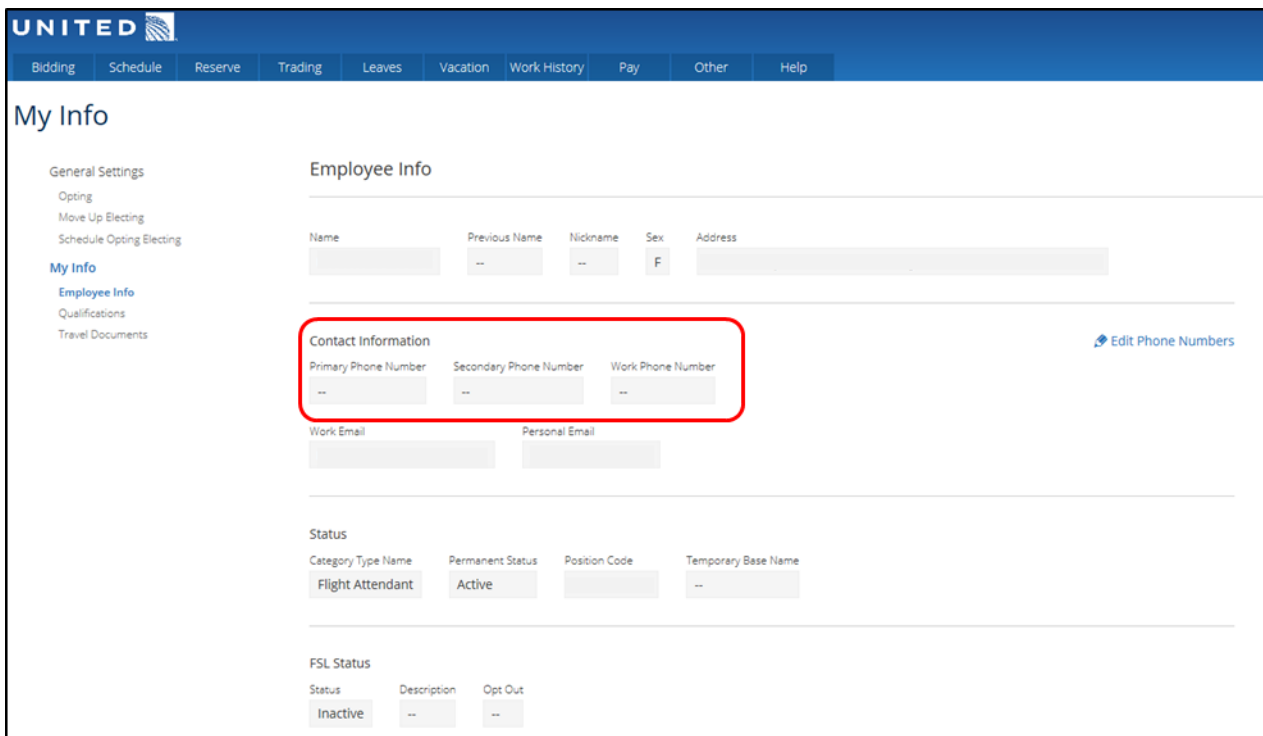 UNITED
Bidding Schedule Reserve Trading Leaves Vacation Work History Pay Other Help
My Info
General Settings
Opting
Move Up Electing
Schedule Opting Electing
My Info
Employee Info
Qualifications
Travel Documents
Employee Info
Name Previous Name Nickname Sex Address
-- -- F
Contact Information
Edit Phone Numbers
Primary Phone Number Secondary Phone Number Work Phone Number
-- -- --
Work Email Personal Email
Status
Category Type Name Permanent Status Position Code Temporary Base Name
Flight Attendant Active --
FSL Status
Status Description Opt Out
Inactive -- --